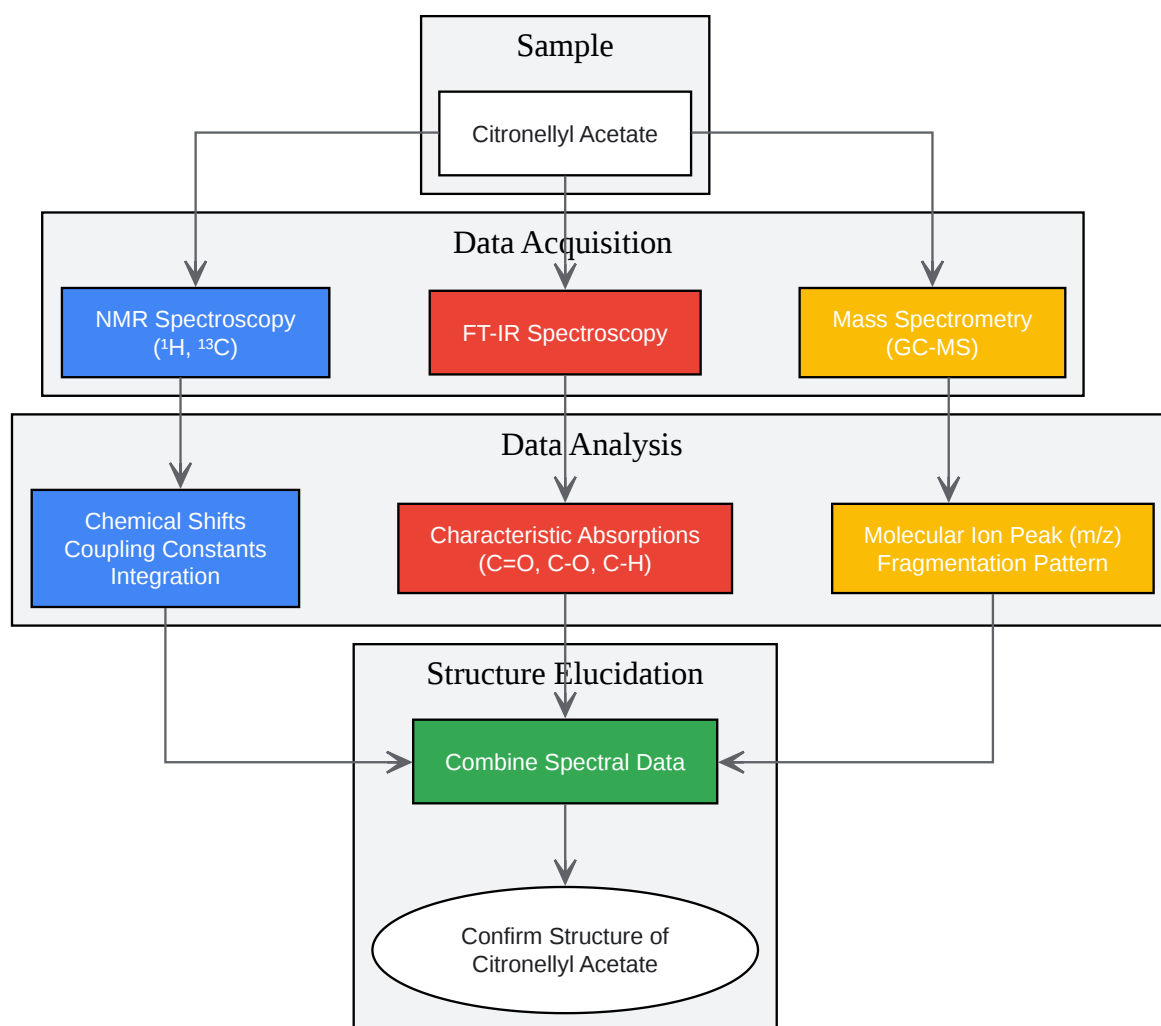 Sample
Citronellyl Acetate
Data Acquisition
NMR Spectroscopy
(¹H, ¹³C)
FT-IR Spectroscopy
Mass Spectrometry
(GC-MS)
Data Analysis
Chemical Shifts
Coupling Constants
Integration
Characteristic Absorptions
(C=O, C-O, C-H)
Molecular Ion Peak (m/z)
Fragmentation Pattern
Structure Elucidation
Combine Spectral Data
Confirm Structure of
Citronellyl Acetate